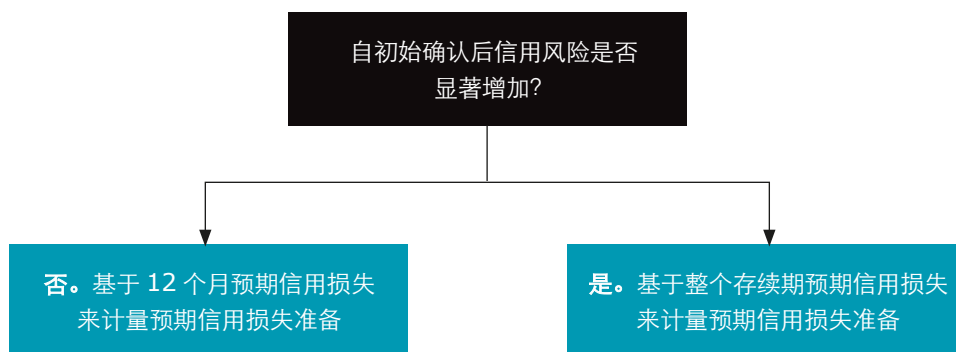 自初始确认后信用风险是否
显著增加?
否。基于 12 个月预期信用损失
来计量预期信用损失准备
是。基于整个存续期预期信用损失
来计量预期信用损失准备